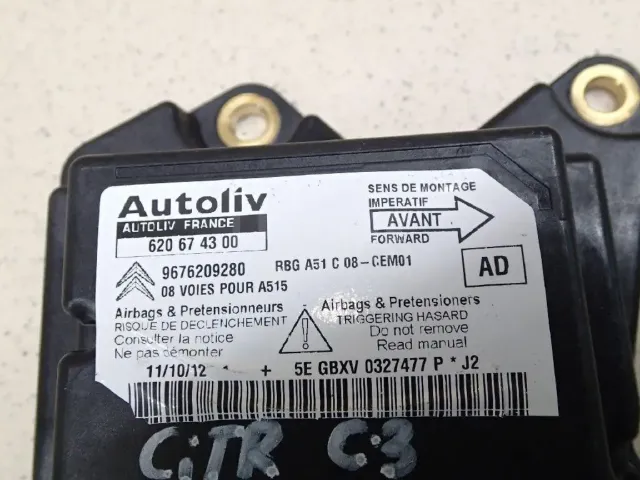 Autoliv
AUTOLIV FRANCE
620 67 43 00
SENS DE MONTAGE
IMPERATIF
AVANT
FORWARD
9676209280
RBG A51 C 08-CEM01
08 VOIES POUR A515
AD
Airbags & Pretensionneurs
RISQUE DE DECLENCHEMENT
Consulter la notice
Ne pas démonter
Airbags & Pretensioners
TRIGGERING HASARD
Do not remove
Read manual
11/10/12 * + 5E GBXV 0327477 P * J2
CiTR C3